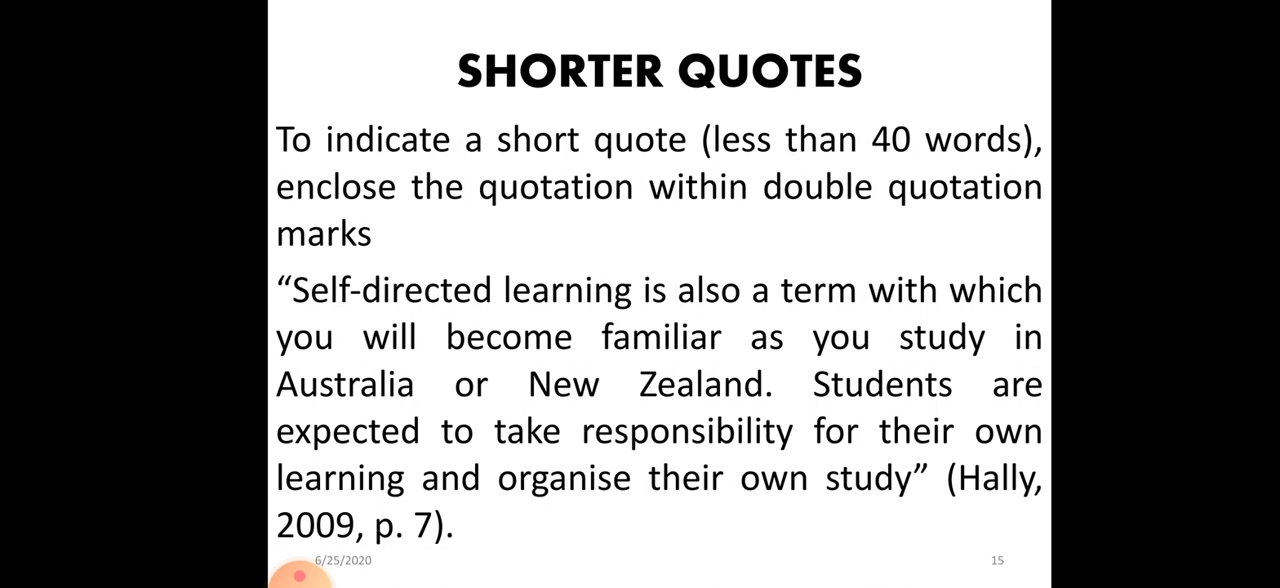 SHORTER QUOTES
To indicate a short quote (less than 40 words),
enclose the quotation within double quotation
marks
“Self-directed learning is also a term with which
you will become familiar as you study in
Australia or New Zealand. Students are
expected to take responsibility for their own
learning and organise their own study” (Hally,
2009, p. 7).
6/25/2020
15